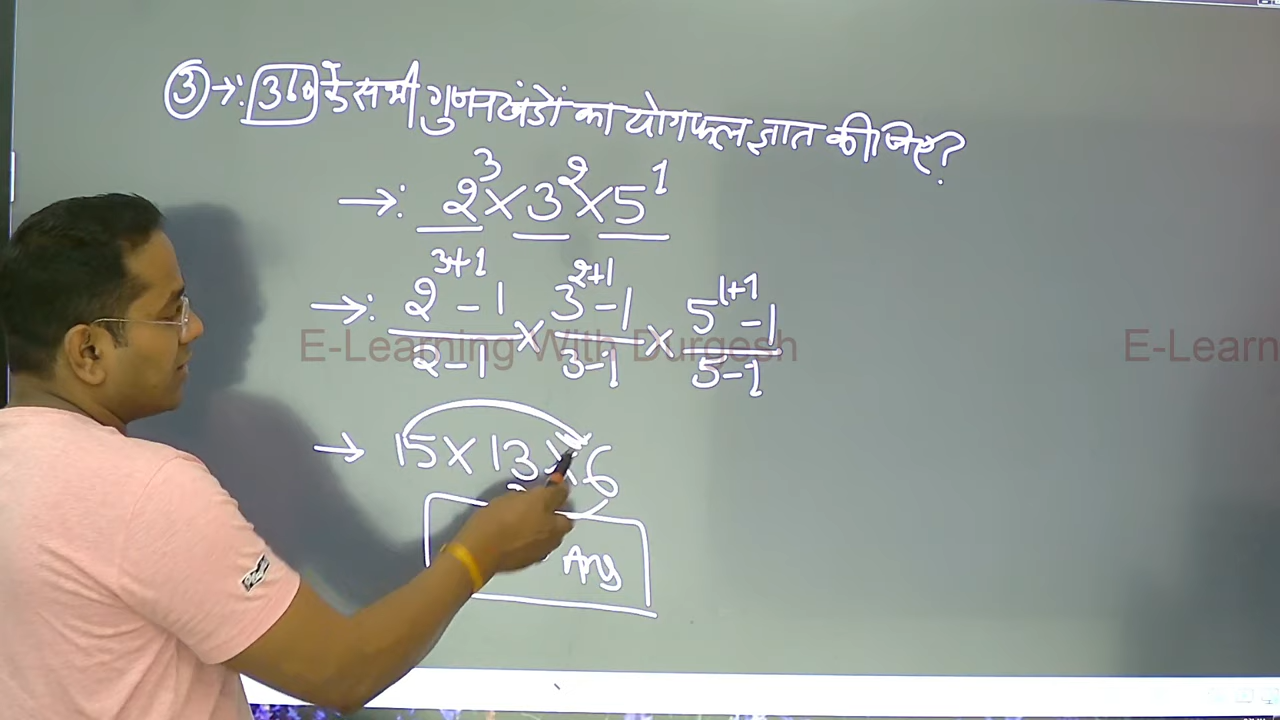 ③ →: 360 के सभी गुणनखंडों का योगफल ज्ञात कीजिए?
→: 2³ × 3² × 5¹
→: 2³⁺¹ – 1 / 2 – 1 × 3²⁺¹ – 1 / 3 – 1 × 5¹⁺¹ – 1 / 5 – 1
E-Learning With Durgesh
E-Learn
→ 15 × 13 × 6
Ans